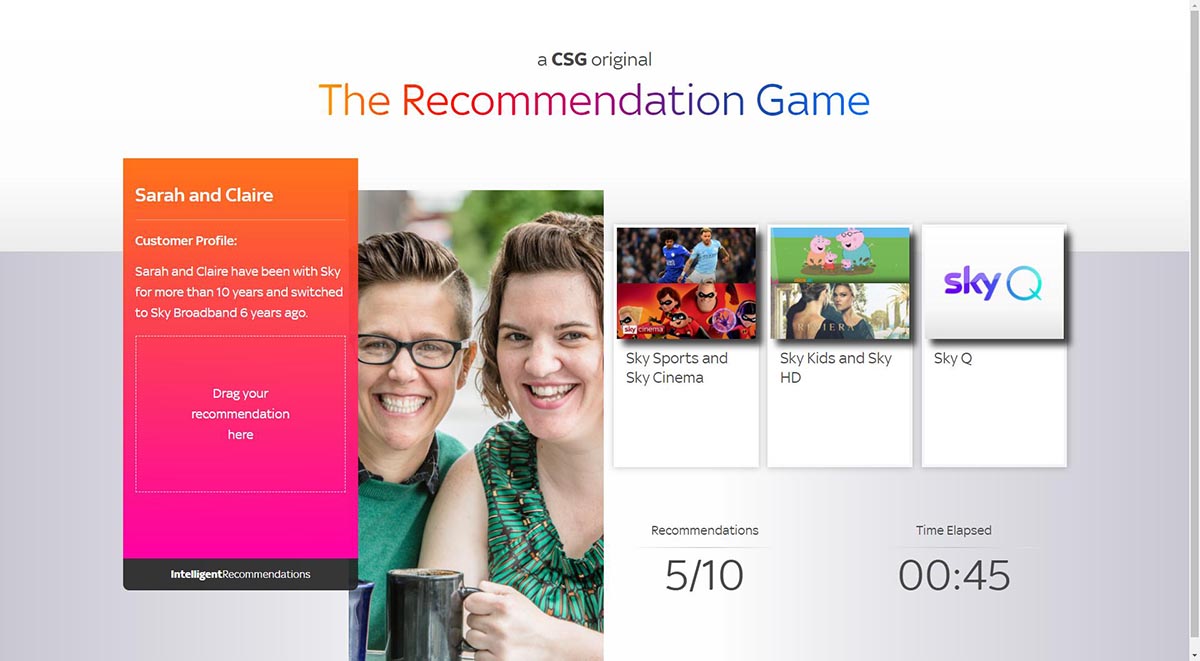 a CSG original
The Recommendation Game
Sarah and Claire
Customer Profile:
Sarah and Claire have been with Sky
for more than 10 years and switched
to Sky Broadband 6 years ago.
Drag your
recommendation
here
IntelligentRecommendations
sky cinema
RIVIERA
sky Q
Sky Sports and
Sky Cinema
Sky Kids and Sky
HD
Sky Q
Recommendations
5/10
Time Elapsed
00:45